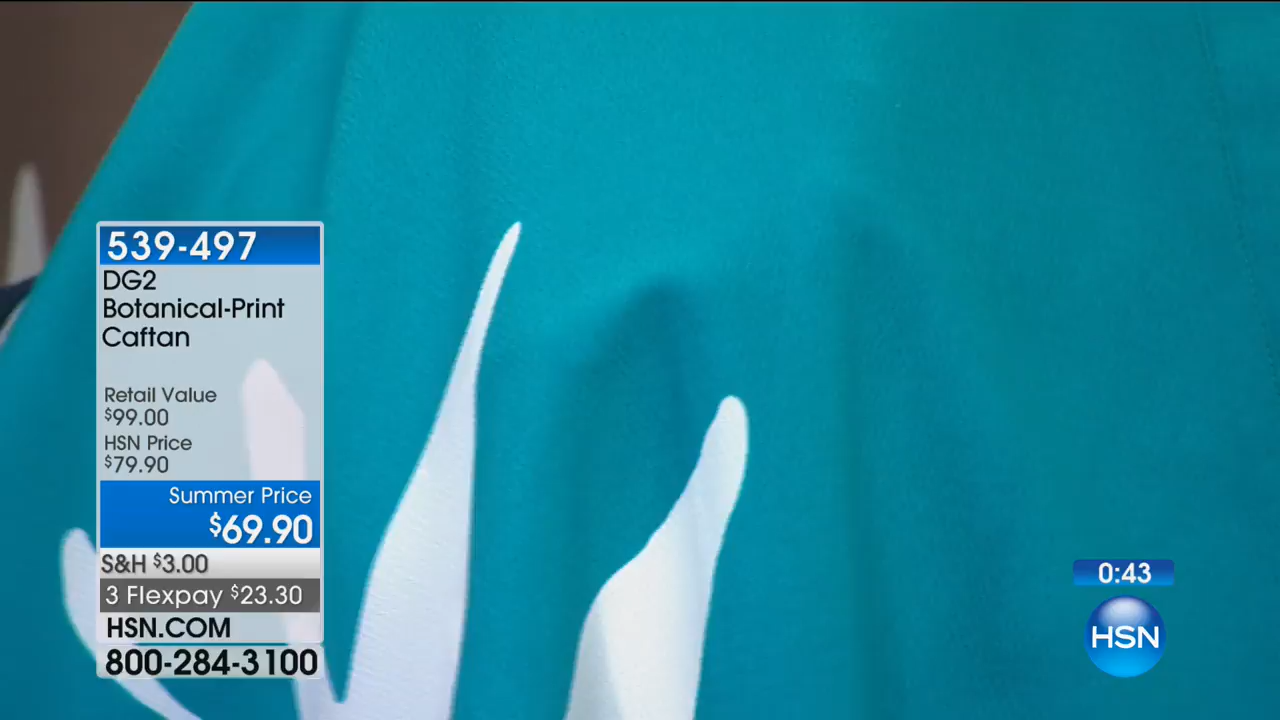 539-497
DG2
Botanical-Print
Caftan
Retail Value
$99.00
HSN Price
$79.90
Summer Price
$69.90
S&H $3.00
3 Flexpay $23.30
HSN.COM
800-284-3100
0:43
HSN